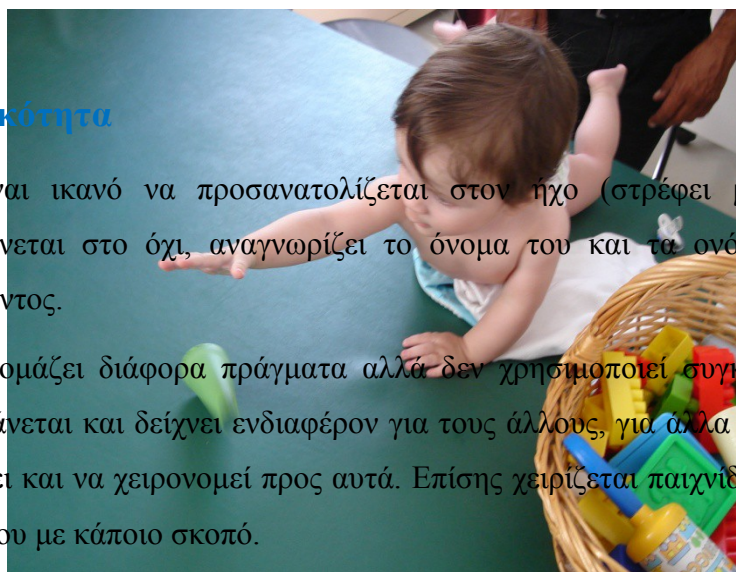 κότητα
ναι ικανό να προσανατολίζεται στον ήχο (στρέφει
νεται στο όχι, αναγνωρίζει το όνομα του και τα ονό
ντος.
ομάζει διάφορα πράγματα αλλά δεν χρησιμοποιεί συγκ
άνεται και δείχνει ενδιαφέρον για τους άλλους, για άλλα
ει και να χειρονομεί προς αυτά. Επίσης χειρίζεται παιχνίδ
ου με κάποιο σκοπό.